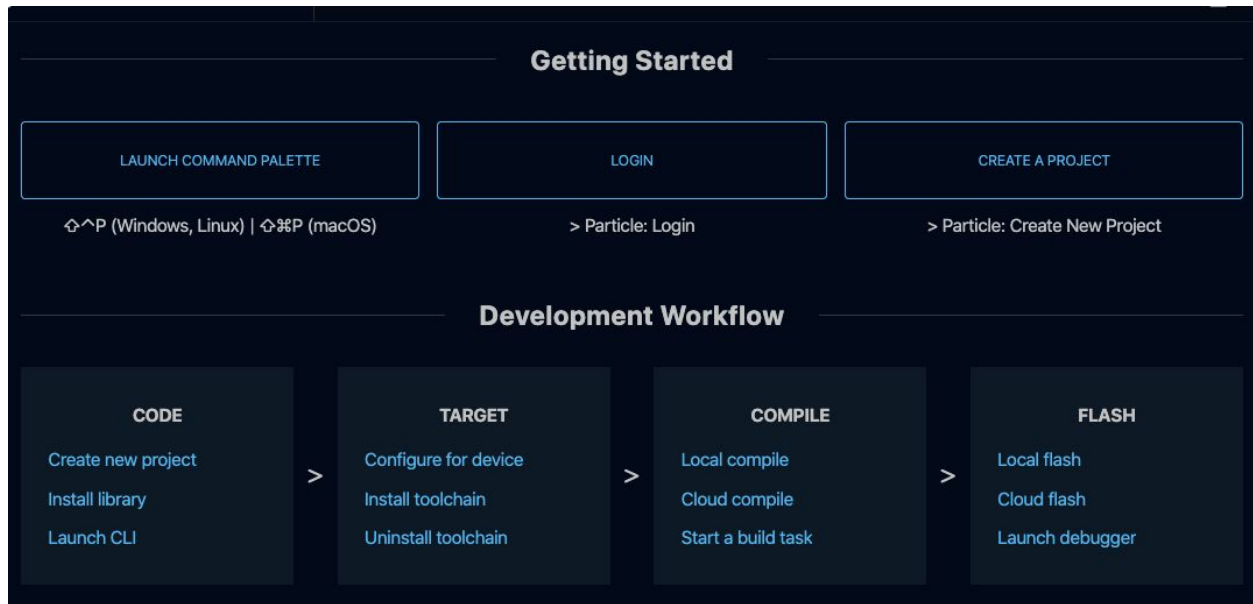 Getting Started
LAUNCH COMMAND PALETTE
LOGIN
CREATE A PROJECT
⇧^P (Windows, Linux) | ⇧⌘P (macOS)
> Particle: Login
> Particle: Create New Project
Development Workflow
CODE
Create new project
Install library
Launch CLI
>
TARGET
Configure for device
Install toolchain
Uninstall toolchain
>
COMPILE
Local compile
Cloud compile
Start a build task
>
FLASH
Local flash
Cloud flash
Launch debugger